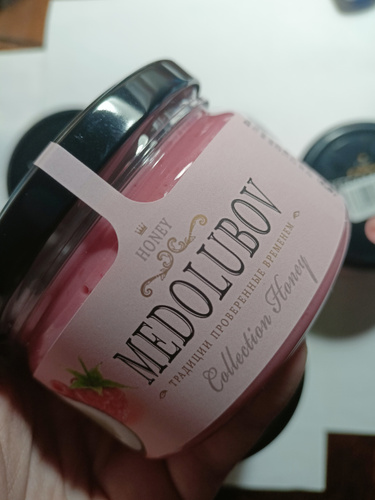 HONEY
MEDOLUBOV
ТРАДИЦИИ ПРОВЕРЕННЫЕ ВРЕМЕНЕМ
Collection Honey